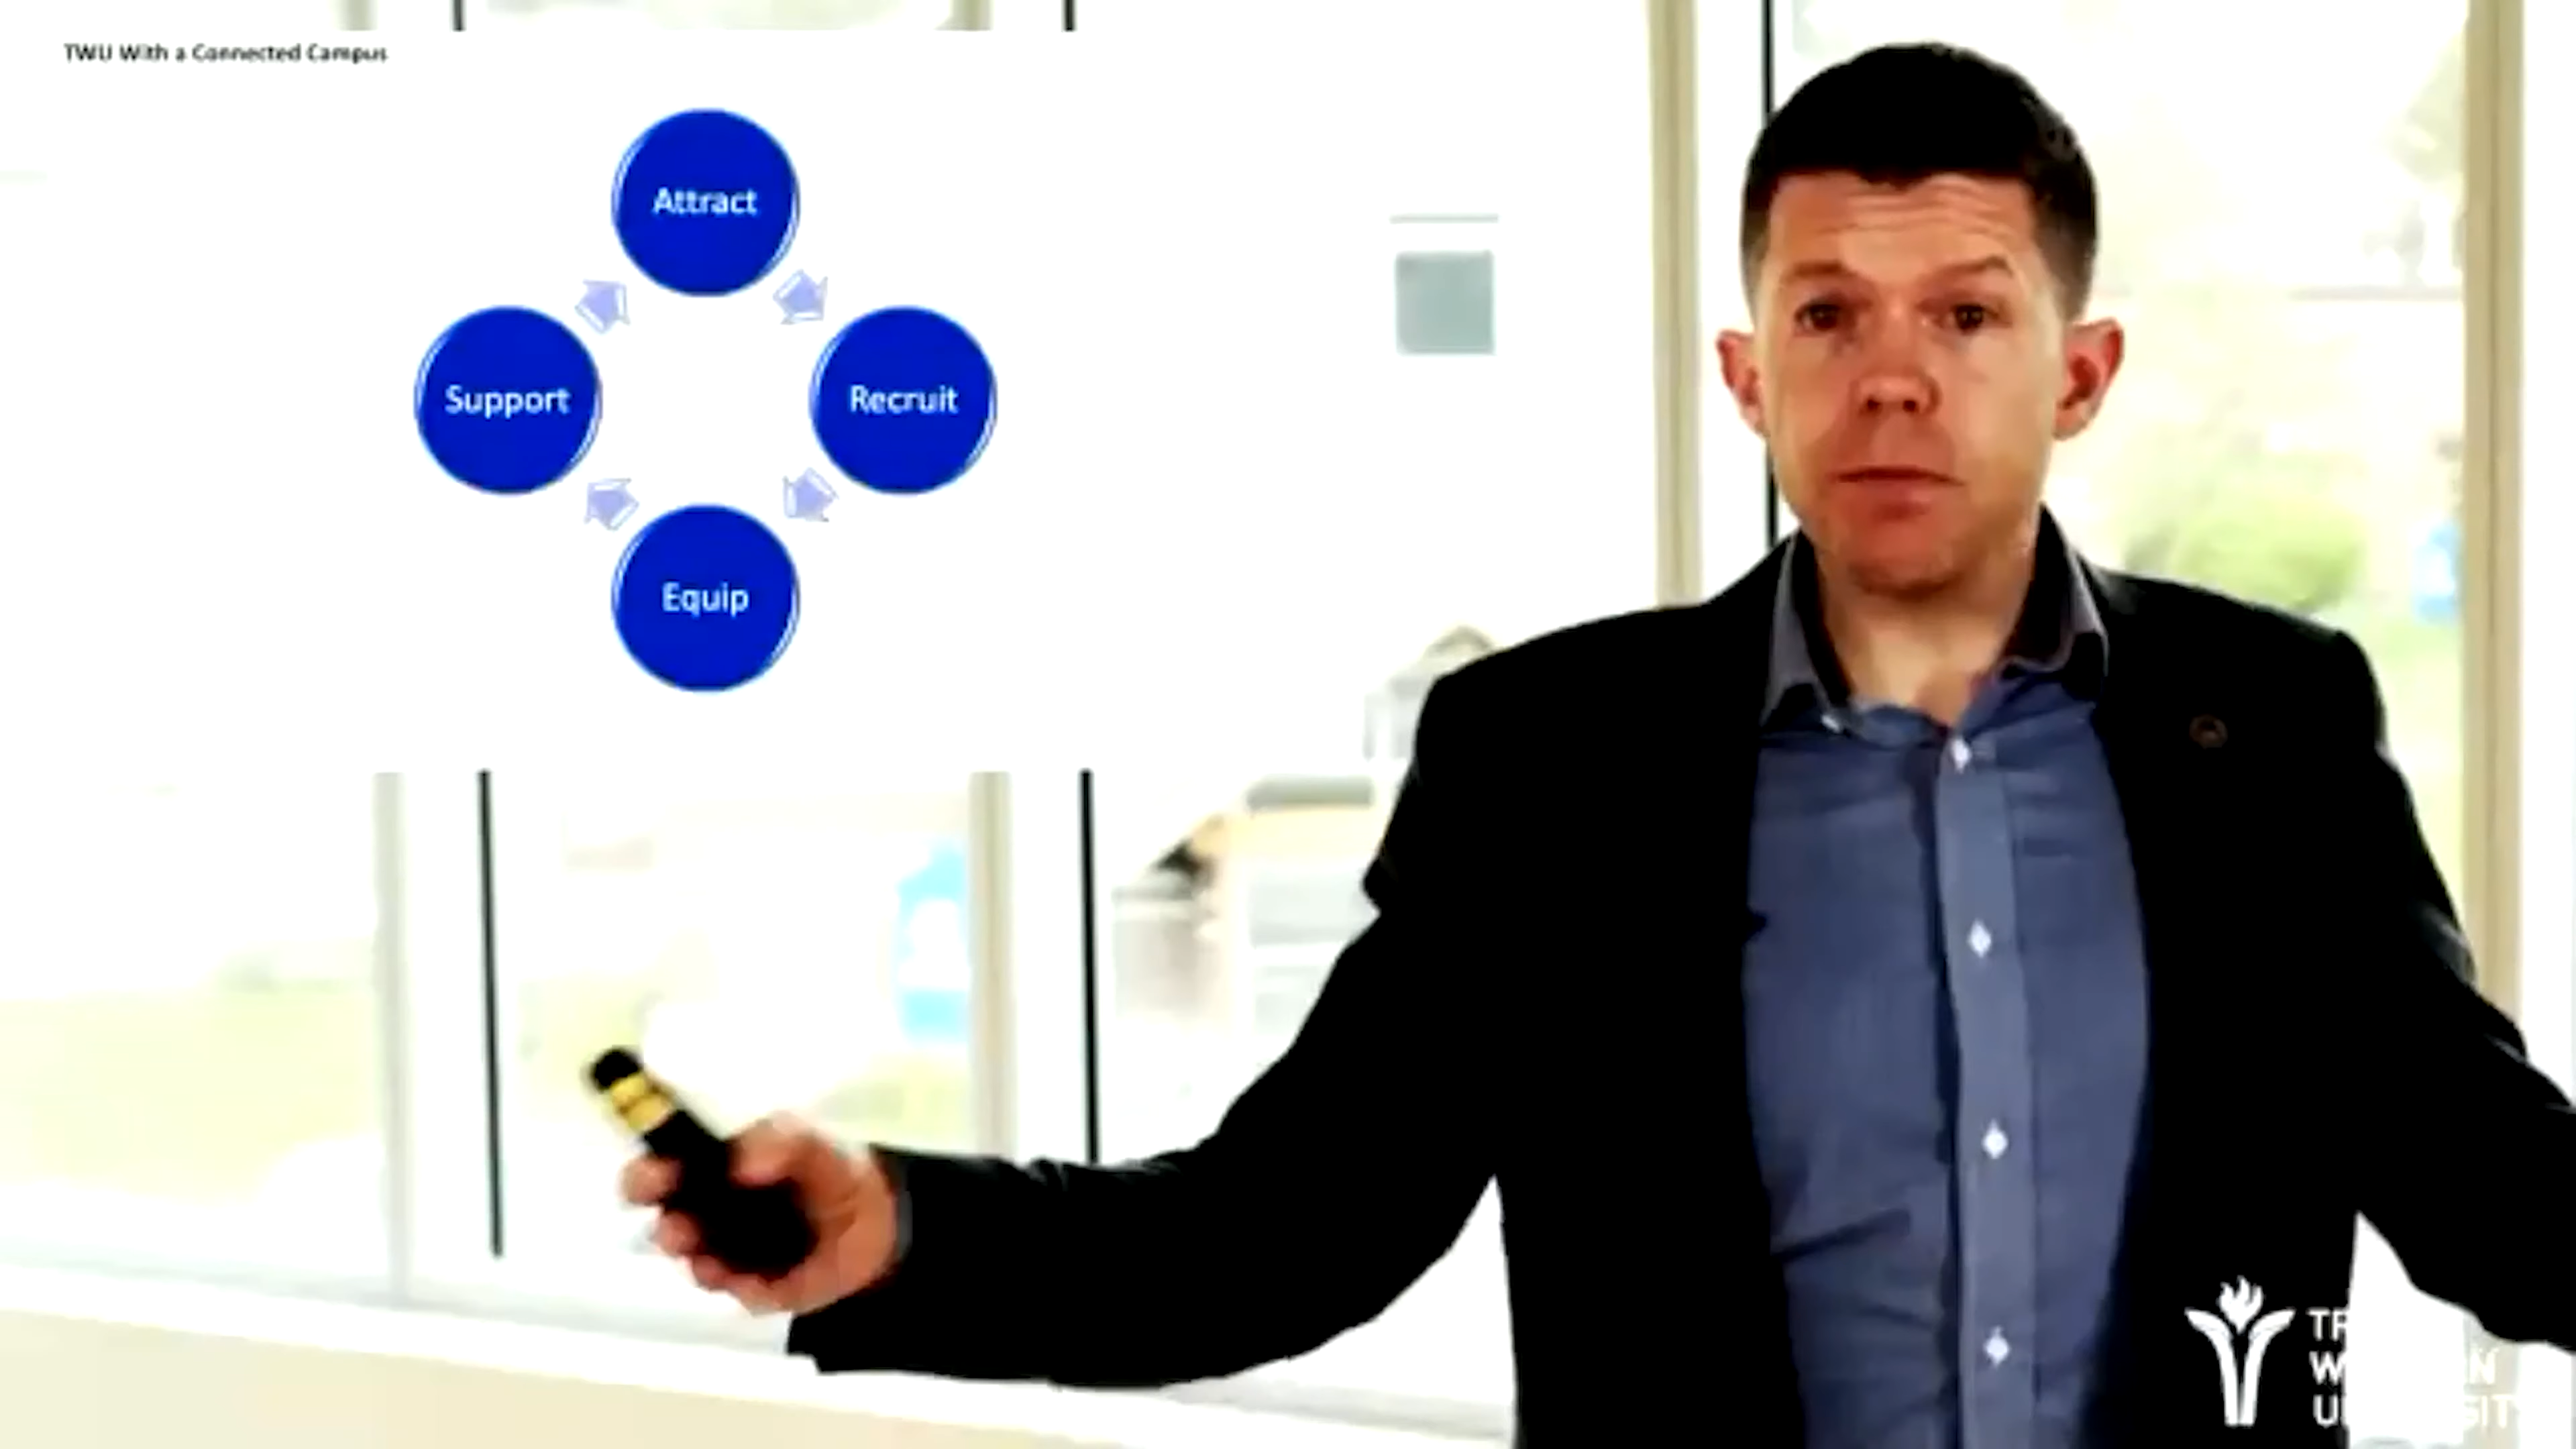 TWU With a Connected Campus
Attract
Support
Recruit
Equip